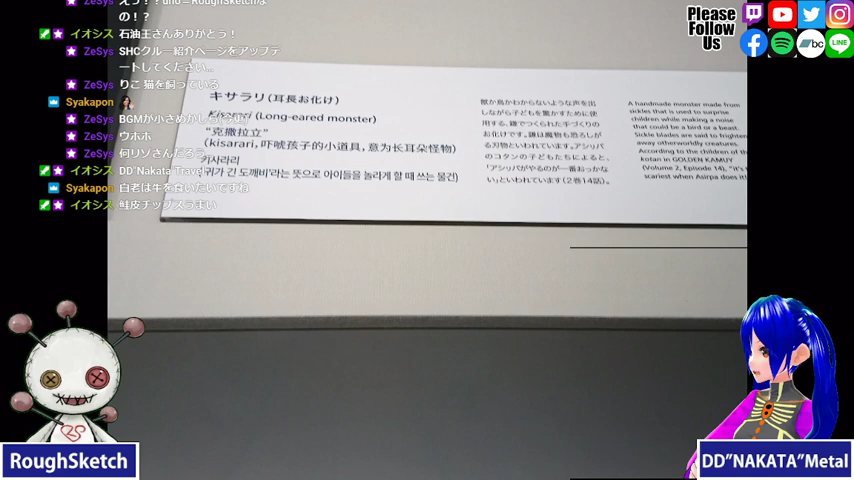 ZeSys えっ！？uno＝RoughSketchな
の！？
イオシス 石油王さんありがとう！
ZeSys SHCクルー紹介ページをアップデ
ートしてください…
ZeSys りこ 猫を飼っている
Syakapon
ZeSys BGMが小さめかしら
ZeSys ウホホ
ZeSys 何リソさんだろう
イオシス DD"Nakata Travel
Syakapon 白老は牛を食いたいですね
イオシス 鮭皮チップスうまい
キサラリ（耳長お化け）
Kisarari (Long-eared monster)
“克撒拉立”
（kisarari，吓唬孩子的小道具，意为长耳朵怪物）
키사라리
(귀가 긴 도깨비'라는 뜻으로 아이들을 놀라게 할 때 쓰는 물건)
獣か鳥かわからないような声を出
しながら子どもを驚かすために使
用する、鎌でつくられた手づくりの
お化けです。鎌は魔物も恐ろしが
る刃物といわれています。アシリパ
のコタンの子どもたちによると、
「アシリパがやるのが一番おっかな
い」といわれています（2巻14話）。
A handmade monster made from
sickles that is used to surprise
children while making a noise
that could be a bird or a beast.
Sickle blades are said to frighten
away otherworldly creatures.
According to the children of the
kotan in GOLDEN KAMUY
(Volume 2, Episode 14), "it's
scariest when Asirpa does it!
Please
Follow
Us
bc
LINE
RoughSketch
DD”NAKATA”Metal